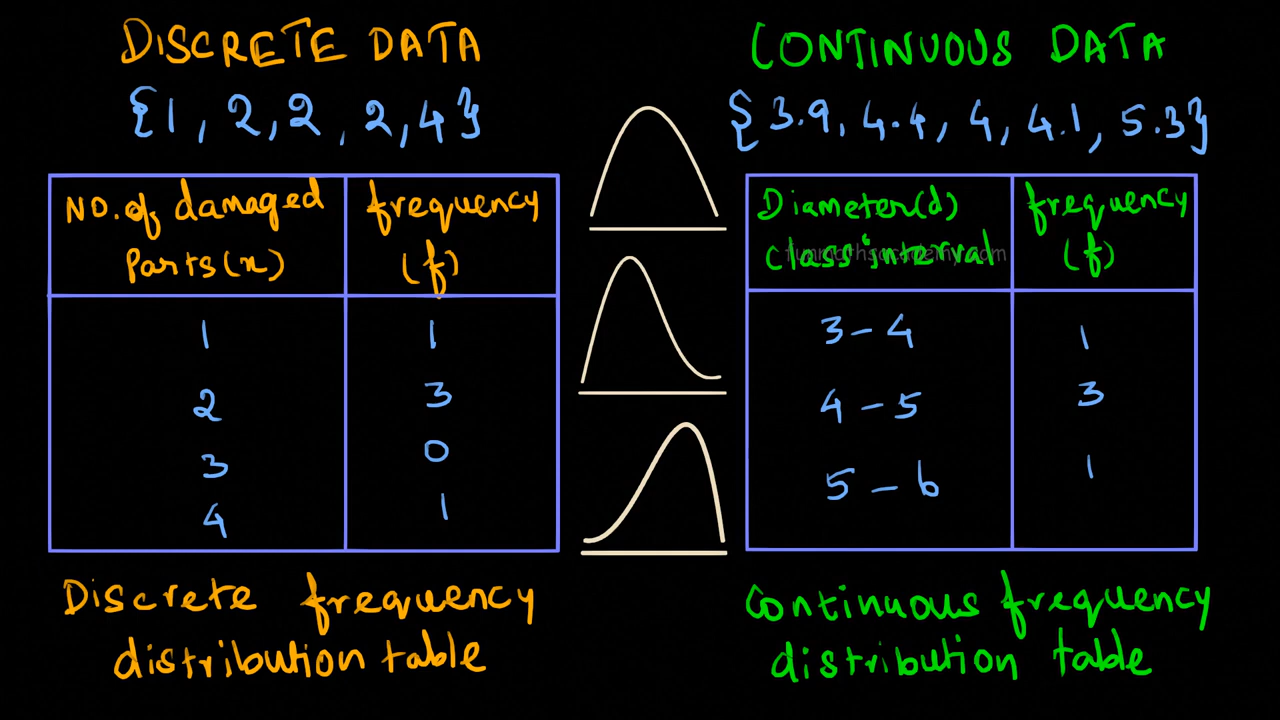 DISCRETE DATA
{1, 2, 2, 2, 4}
NO. of damaged
Parts (x)
frequency
(f)
1 1
2 3
3 0
4 1
Discrete frequency
distribution table
CONTINUOUS DATA
{3.9, 4.4, 4, 4.1, 5.3}
Diameter(d)
class interval
frequency
(f)
funmathsacademy.com
3 - 4 1
4 - 5 3
5 - 6 1
Continuous frequency
distribution table